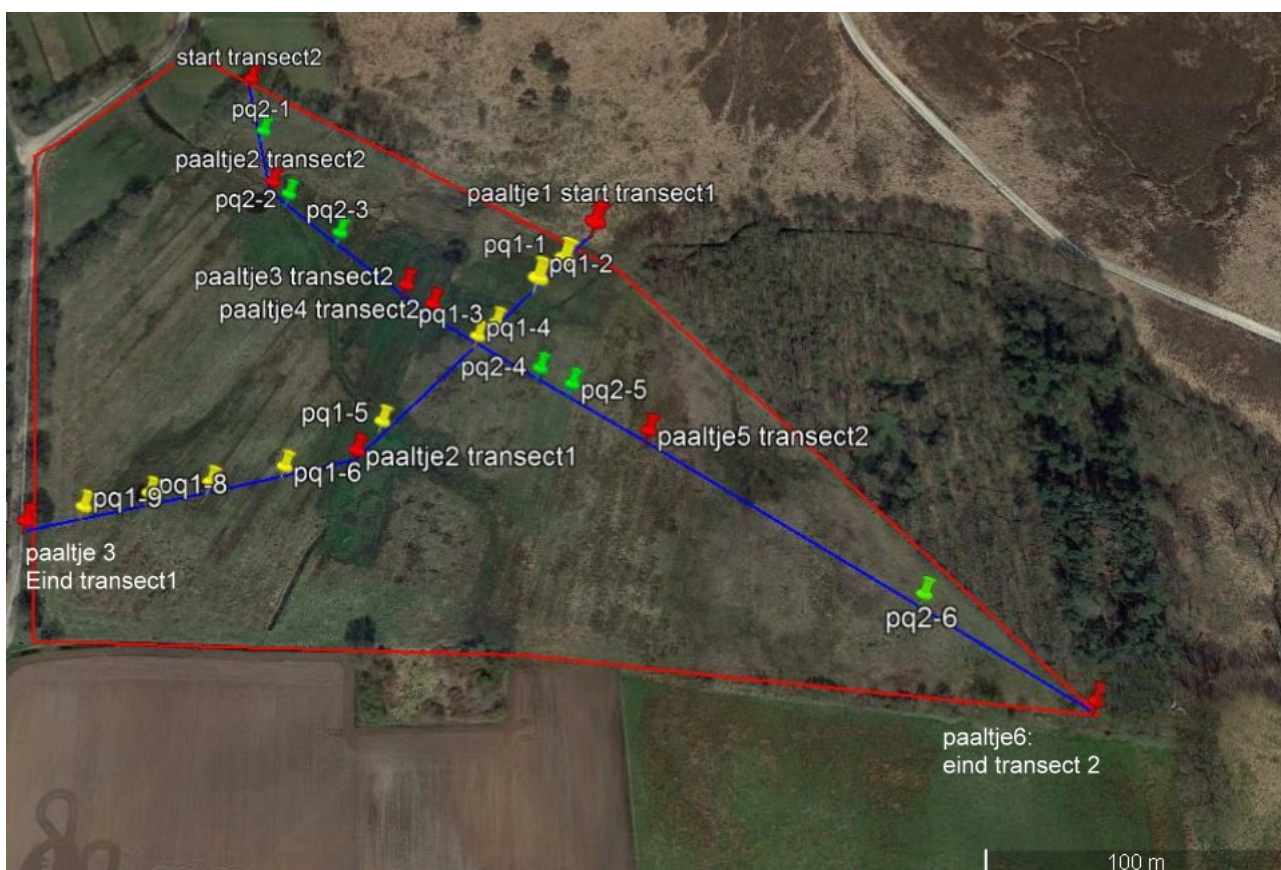 start transect2
pq2-1
paaltje2 transect2
pq2-2
pq2-3
paaltje1 start transect1
pq1-1
pq1-2
paaltje3 transect2
paaltje4 transect2
pq1-3
pq1-4
pq2-4
pq2-5
pq1-5
paaltje5 transect2
paaltje2 transect1
pq1-6
pq1-8
pq1-9
paaltje 3
Eind transect1
pq2-6
paaltje6:
eind transect 2
100 m